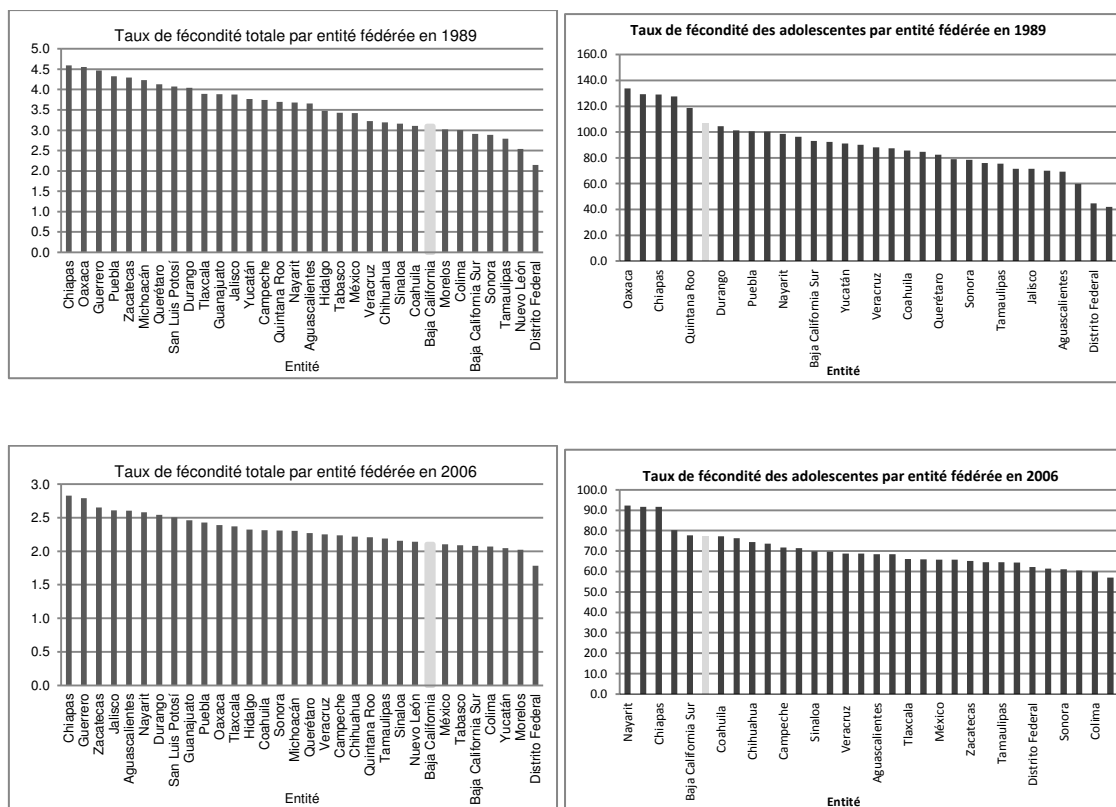 Taux de fécondité totale par entité fédérée en 1989
5.0
4.5
4.0
3.5
3.0
2.5
2.0
1.5
1.0
0.5
0.0
Chiapas
Oaxaca
Guerrero
Puebla
Zacatecas
Michoacán
Querétaro
San Luis Potosí
Durango
Tlaxcala
Guanajuato
Jalisco
Yucatán
Campeche
Quintana Roo
Nayarit
Aguascalientes
Hidalgo
Tabasco
México
Veracruz
Chihuahua
Sinaloa
Coahuila
Baja California
Morelos
Colima
Baja California Sur
Sonora
Tamaulipas
Nuevo León
Distrito Federal
Entité
Taux de fécondité des adolescentes par entité fédérée en 1989
160.0
140.0
120.0
100.0
80.0
60.0
40.0
20.0
0.0
Oaxaca
Chiapas
Quintana Roo
Durango
Puebla
Nayarit
Baja California Sur
Yucatán
Veracruz
Coahuila
Querétaro
Sonora
Tamaulipas
Jalisco
Aguascalientes
Distrito Federal
Entité
Taux de fécondité totale par entité fédérée en 2006
3.0
2.5
2.0
1.5
1.0
0.5
0.0
Chiapas
Guerrero
Zacatecas
Jalisco
Aguascalientes
Nayarit
Durango
San Luis Potosí
Guanajuato
Puebla
Oaxaca
Tlaxcala
Hidalgo
Coahuila
Sonora
Michoacán
Querétaro
Veracruz
Campeche
Chihuahua
Quintana Roo
Tamaulipas
Sinaloa
Nuevo León
Baja California
México
Tabasco
Baja California Sur
Colima
Yucatán
Morelos
Distrito Federal
Entité
Taux de fécondité des adolescentes par entité fédérée en 2006
100.0
90.0
80.0
70.0
60.0
50.0
40.0
30.0
20.0
10.0
0.0
Nayarit
Chiapas
Baja California Sur
Coahuila
Chihuahua
Campeche
Sinaloa
Veracruz
Aguascalientes
Tlaxcala
México
Zacatecas
Tamaulipas
Distrito Federal
Sonora
Colima
Entité